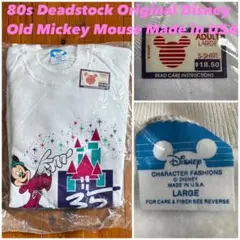 80s Deadstock Original Disney
Old Mickey Mouse Made in USA
ADULT
LARGE
S-SHIRT
$18.50
READ CARE INSTRUCTIONS
35
Disney
CHARACTER FASHIONS
© DISNEY
MADE IN U.S.A.
LARGE
FOR CARE & FIBER SEE REVERSE